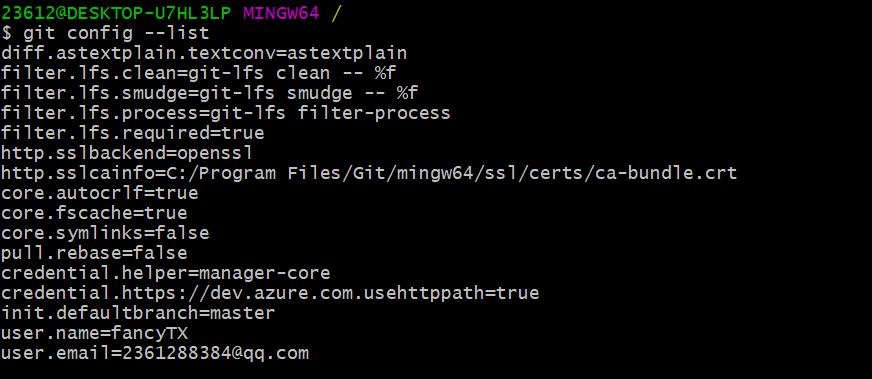 23612@DESKTOP-U7HL3LP MINGW64 /
$ git config --list
diff.astextplain.textconv=astextplain
filter.lfs.clean=git-lfs clean -- %f
filter.lfs.smudge=git-lfs smudge -- %f
filter.lfs.process=git-lfs filter-process
filter.lfs.required=true
http.sslbackend=openssl
http.sslcainfo=C:/Program Files/Git/mingw64/ssl/certs/ca-bundle.crt
core.autocrlf=true
core.fscache=true
core.symlinks=false
pull.rebase=false
credential.helper=manager-core
credential.https://dev.azure.com.usehttppath=true
init.defaultbranch=master
user.name=fancyTX
user.email=2361288384@qq.com